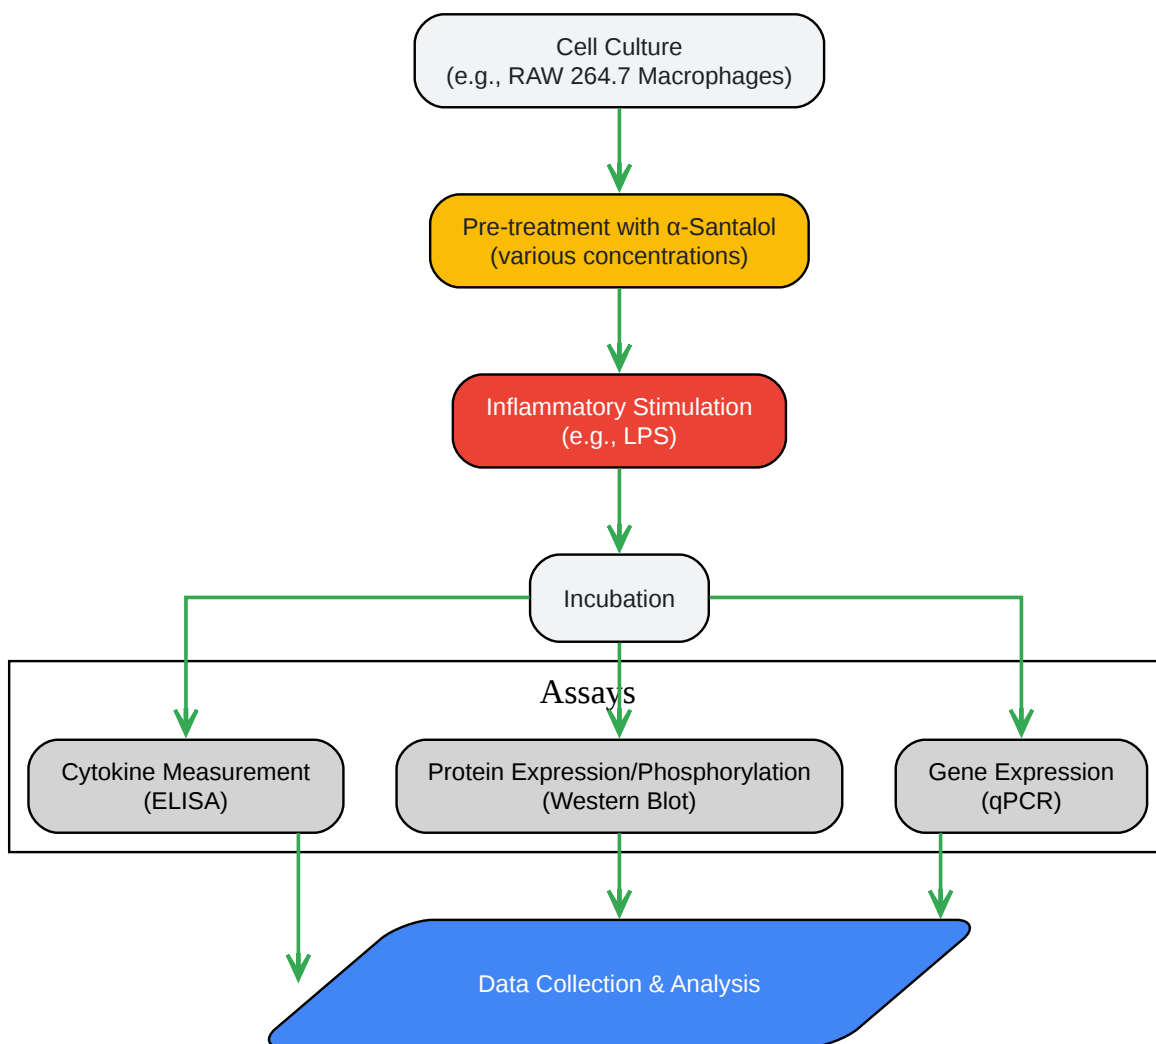 Cell Culture
(e.g., RAW 264.7 Macrophages)
Pre-treatment with α-Santalol
(various concentrations)
Inflammatory Stimulation
(e.g., LPS)
Incubation
Assays
Cytokine Measurement
(ELISA)
Protein Expression/Phosphorylation
(Western Blot)
Gene Expression
(qPCR)
Data Collection & Analysis